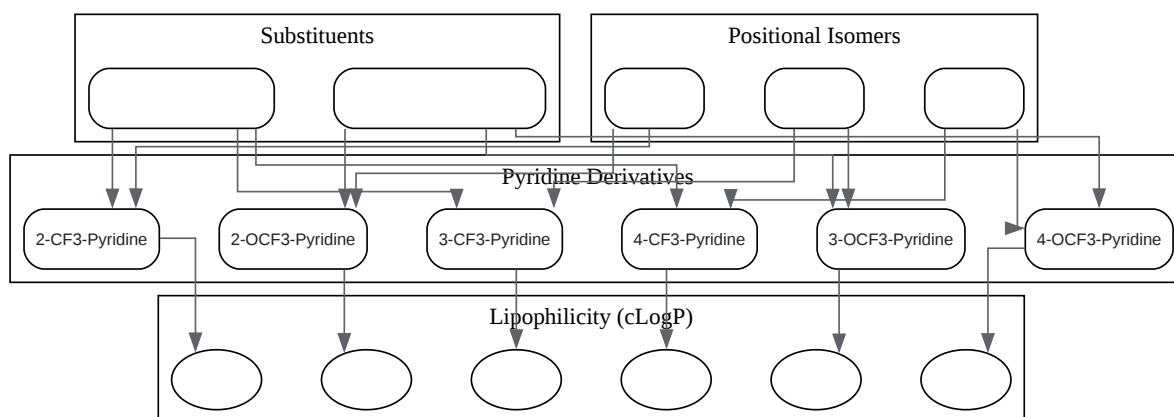 Substituents
Positional Isomers
Pyridine Derivatives
2-CF3-Pyridine
2-OCF3-Pyridine
3-CF3-Pyridine
4-CF3-Pyridine
3-OCF3-Pyridine
4-OCF3-Pyridine
Lipophilicity (cLogP)